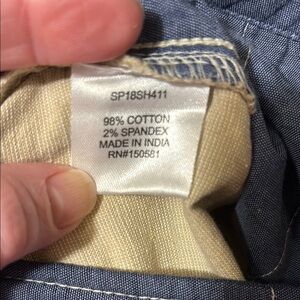 SP18SH411
98% COTTON
2% SPANDEX
MADE IN INDIA
RN#150581